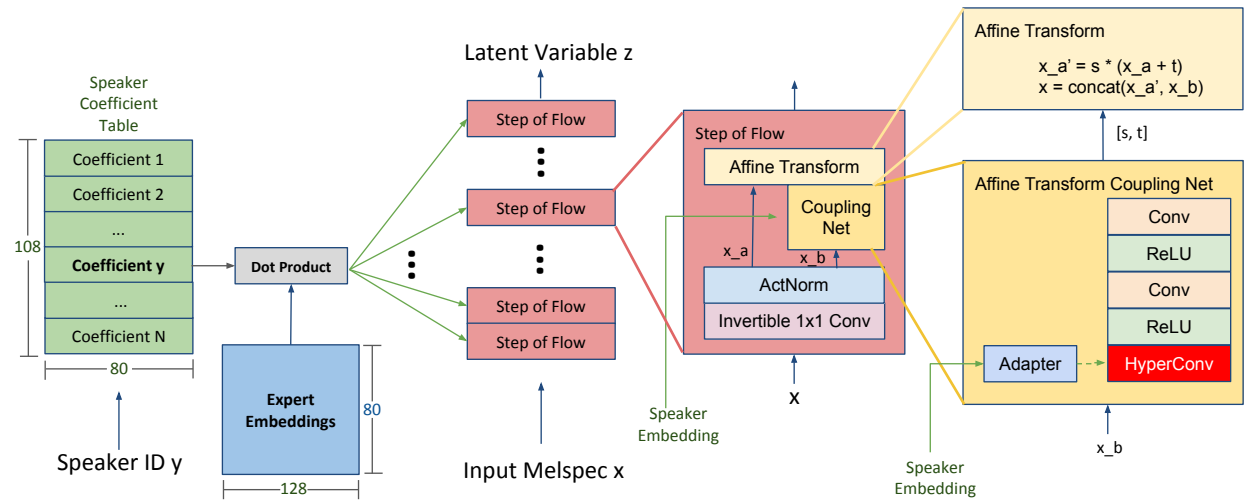 Speaker
Coefficient
Table
Coefficient 1
Coefficient 2
...
Coefficient y
...
Coefficient N
108
80
Speaker ID y
Dot Product
Expert
Embeddings
80
128
Latent Variable z
Step of Flow
Step of Flow
Step of Flow
Step of Flow
Input Melspec x
Step of Flow
Affine Transform
Coupling
Net
x_a
x_b
ActNorm
Invertible 1x1 Conv
x
Speaker
Embedding
Affine Transform
x_a' = s * (x_a + t)
x = concat(x_a', x_b)
[s, t]
Affine Transform Coupling Net
Conv
ReLU
Conv
ReLU
Adapter
HyperConv
x_b
Speaker
Embedding